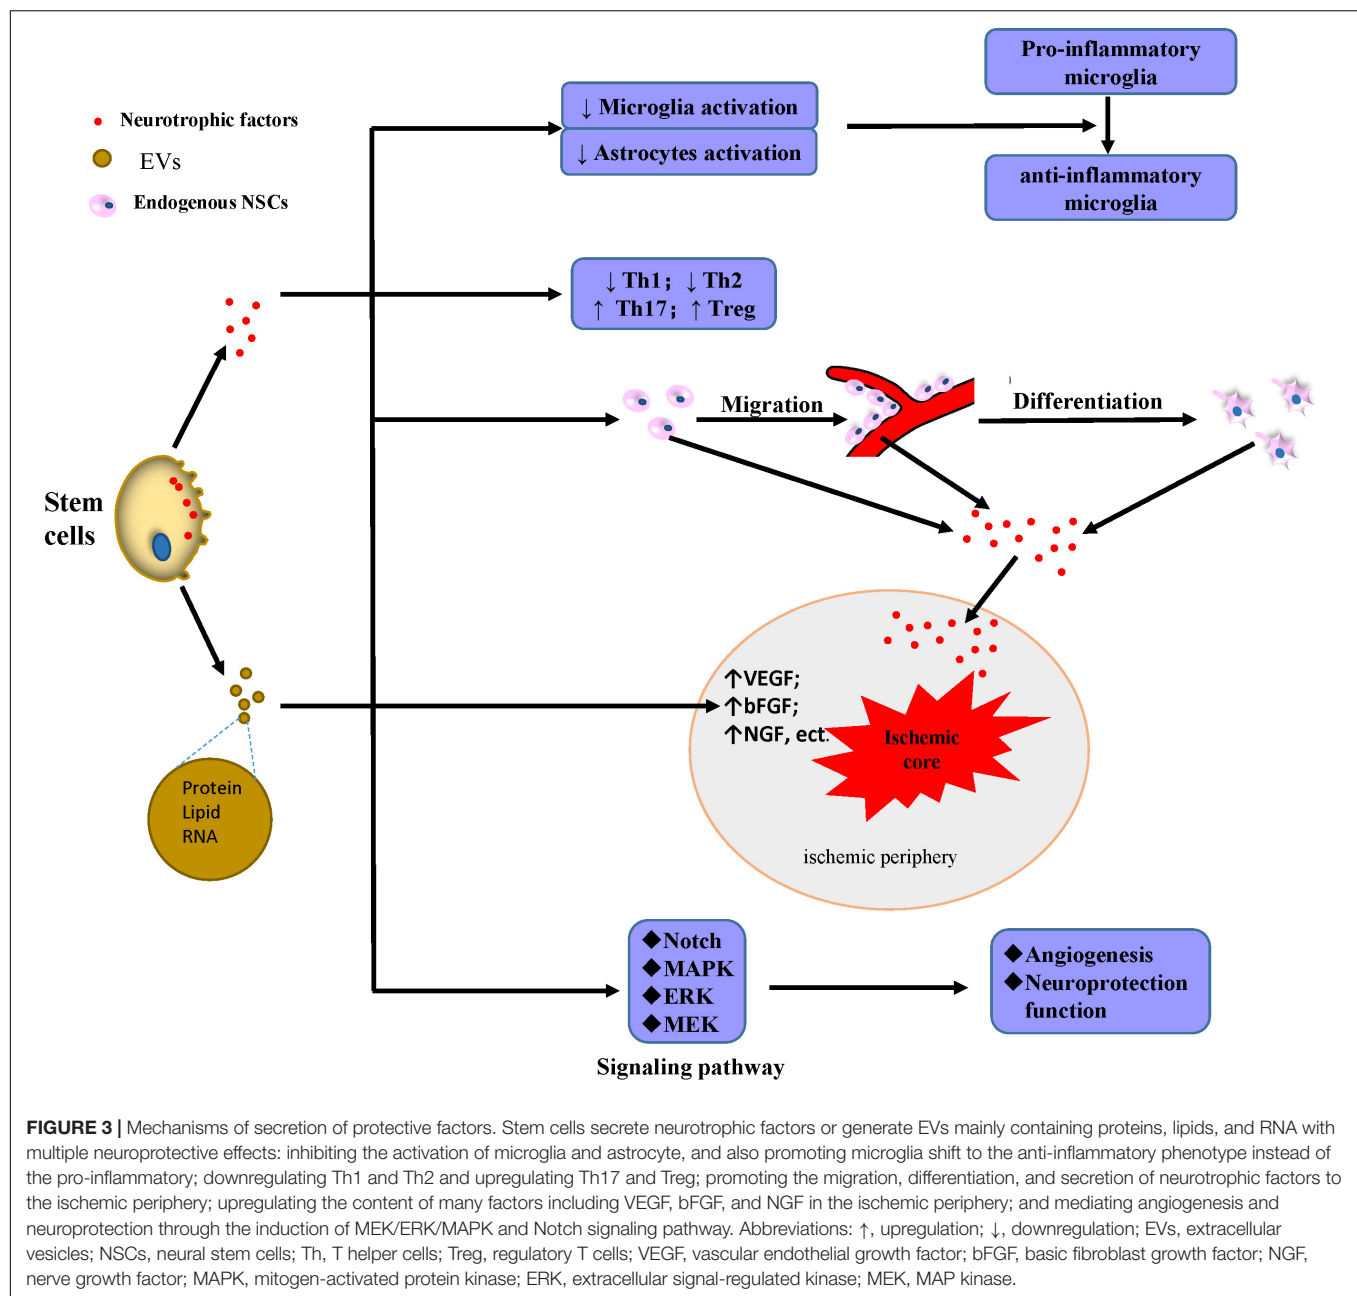 Neurotrophic factors
EVs
Endogenous NSCs
↓ Microglia activation
↓ Astrocytes activation
Pro-inflammatory
microglia
anti-inflammatory
microglia
↓ Th1; ↓ Th2
↑ Th17; ↑ Treg
Migration
Differentiation
Stem
cells
↑VEGF;
↑bFGF;
↑NGF, ect.
Ischemic
core
ischemic periphery
Protein
Lipid
RNA
◆Notch
◆MAPK
◆ERK
◆MEK
Signaling pathway
◆Angiogenesis
◆Neuroprotection
function
FIGURE 3 | Mechanisms of secretion of protective factors. Stem cells secrete neurotrophic factors or generate EVs mainly containing proteins, lipids, and RNA with
multiple neuroprotective effects: inhibiting the activation of microglia and astrocyte, and also promoting microglia shift to the anti-inflammatory phenotype instead of
the pro-inflammatory; downregulating Th1 and Th2 and upregulating Th17 and Treg; promoting the migration, differentiation, and secretion of neurotrophic factors to
the ischemic periphery; upregulating the content of many factors including VEGF, bFGF, and NGF in the ischemic periphery; and mediating angiogenesis and
neuroprotection through the induction of MEK/ERK/MAPK and Notch signaling pathway. Abbreviations: ↑, upregulation; ↓, downregulation; EVs, extracellular
vesicles; NSCs, neural stem cells; Th, T helper cells; Treg, regulatory T cells; VEGF, vascular endothelial growth factor; bFGF, basic fibroblast growth factor; NGF,
nerve growth factor; MAPK, mitogen-activated protein kinase; ERK, extracellular signal-regulated kinase; MEK, MAP kinase.